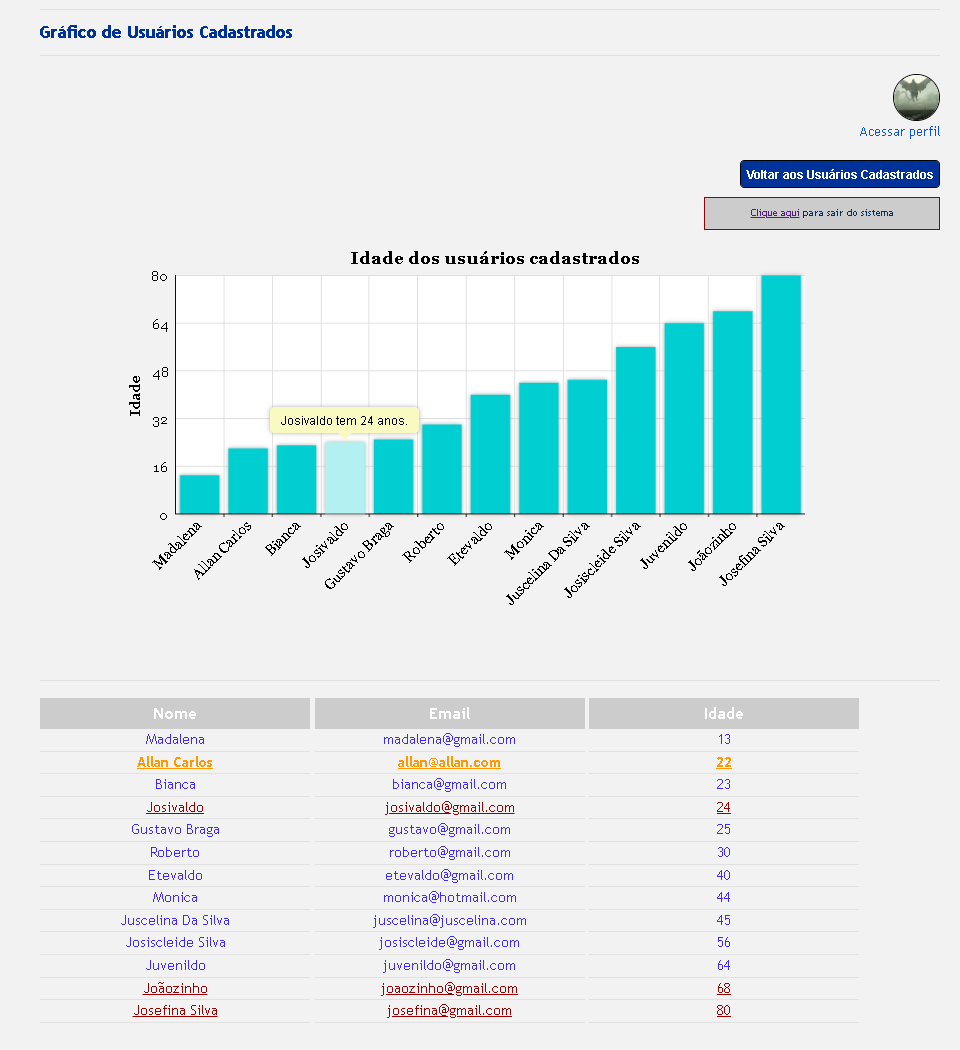 Gráfico de Usuários Cadastrados
Acessar perfil
Voltar aos Usuários Cadastrados
Clique aqui para sair do sistema
Idade dos usuários cadastrados
80
64
48
32
16
0
Idade
Josivaldo tem 24 anos.
Madalena
Allan Carlos
Bianca
Josivaldo
Gustavo Braga
Roberto
Etevaldo
Monica
Juscelina Da Silva
Josiscleide Silva
Juvenildo
Joãozinho
Josefina Silva
Nome Email Idade
Madalena madalena@gmail.com 13
Allan Carlos allan@allan.com 22
Bianca bianca@gmail.com 23
Josivaldo josivaldo@gmail.com 24
Gustavo Braga gustavo@gmail.com 25
Roberto roberto@gmail.com 30
Etevaldo etevaldo@gmail.com 40
Monica monica@hotmail.com 44
Juscelina Da Silva juscelina@juscelina.com 45
Josiscleide Silva josiscleide@gmail.com 56
Juvenildo juvenildo@gmail.com 64
Joãozinho joaozinho@gmail.com 68
Josefina Silva josefina@gmail.com 80